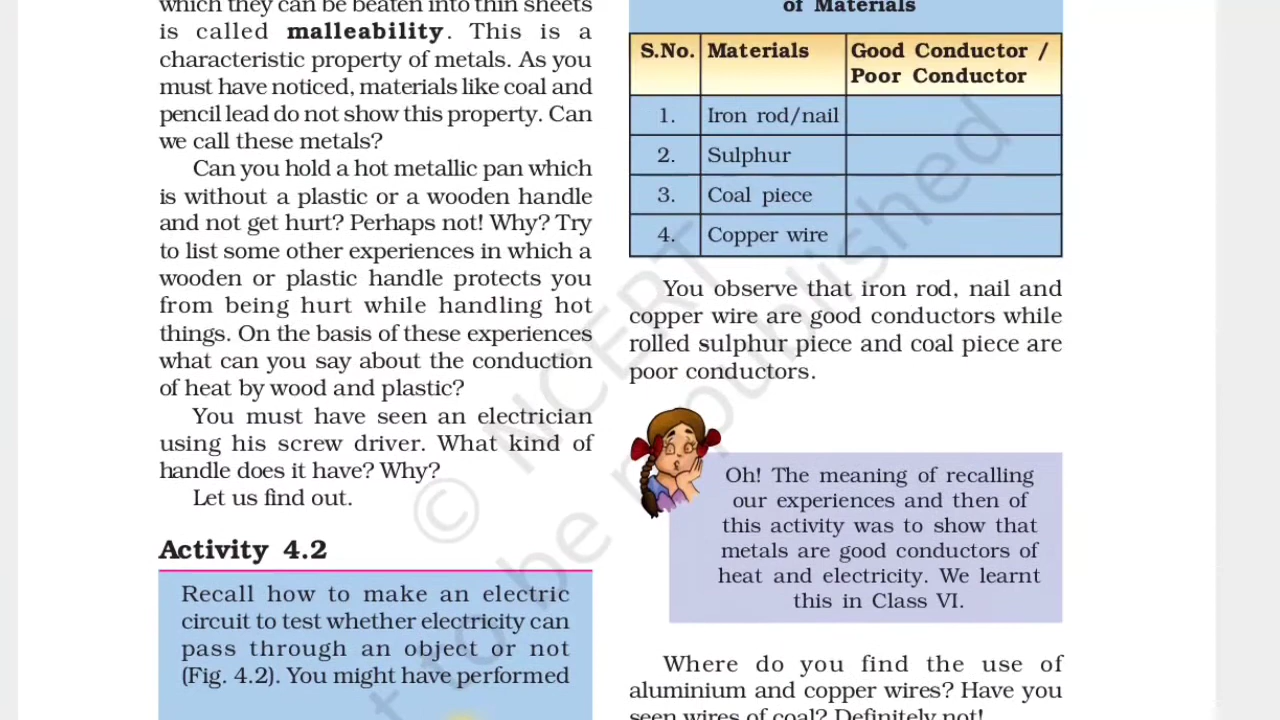 which they can be beaten into thin sheets
is called malleability. This is a
characteristic property of metals. As you
must have noticed, materials like coal and
pencil lead do not show this property. Can
we call these metals?
Can you hold a hot metallic pan which
is without a plastic or a wooden handle
and not get hurt? Perhaps not! Why? Try
to list some other experiences in which a
wooden or plastic handle protects you
from being hurt while handling hot
things. On the basis of these experiences
what can you say about the conduction
of heat by wood and plastic?
You must have seen an electrician
using his screw driver. What kind of
handle does it have? Why?
Let us find out.
Activity 4.2
Recall how to make an electric
circuit to test whether electricity can
pass through an object or not
(Fig. 4.2). You might have performed
of Materials
S.No. Materials Good Conductor /
Poor Conductor
1. Iron rod/nail
2. Sulphur
3. Coal piece
4. Copper wire
You observe that iron rod, nail and
copper wire are good conductors while
rolled sulphur piece and coal piece are
poor conductors.
Oh! The meaning of recalling
our experiences and then of
this activity was to show that
metals are good conductors of
heat and electricity. We learnt
this in Class VI.
Where do you find the use of
aluminium and copper wires? Have you
seen wires of coal? Definitely not!
© NCERT
t to be republished